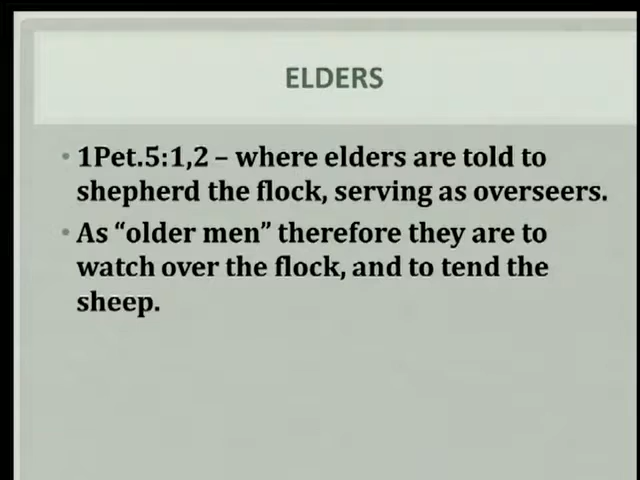 ELDERS
• 1Pet.5:1,2 – where elders are told to
shepherd the flock, serving as overseers.
• As “older men” therefore they are to
watch over the flock, and to tend the
sheep.